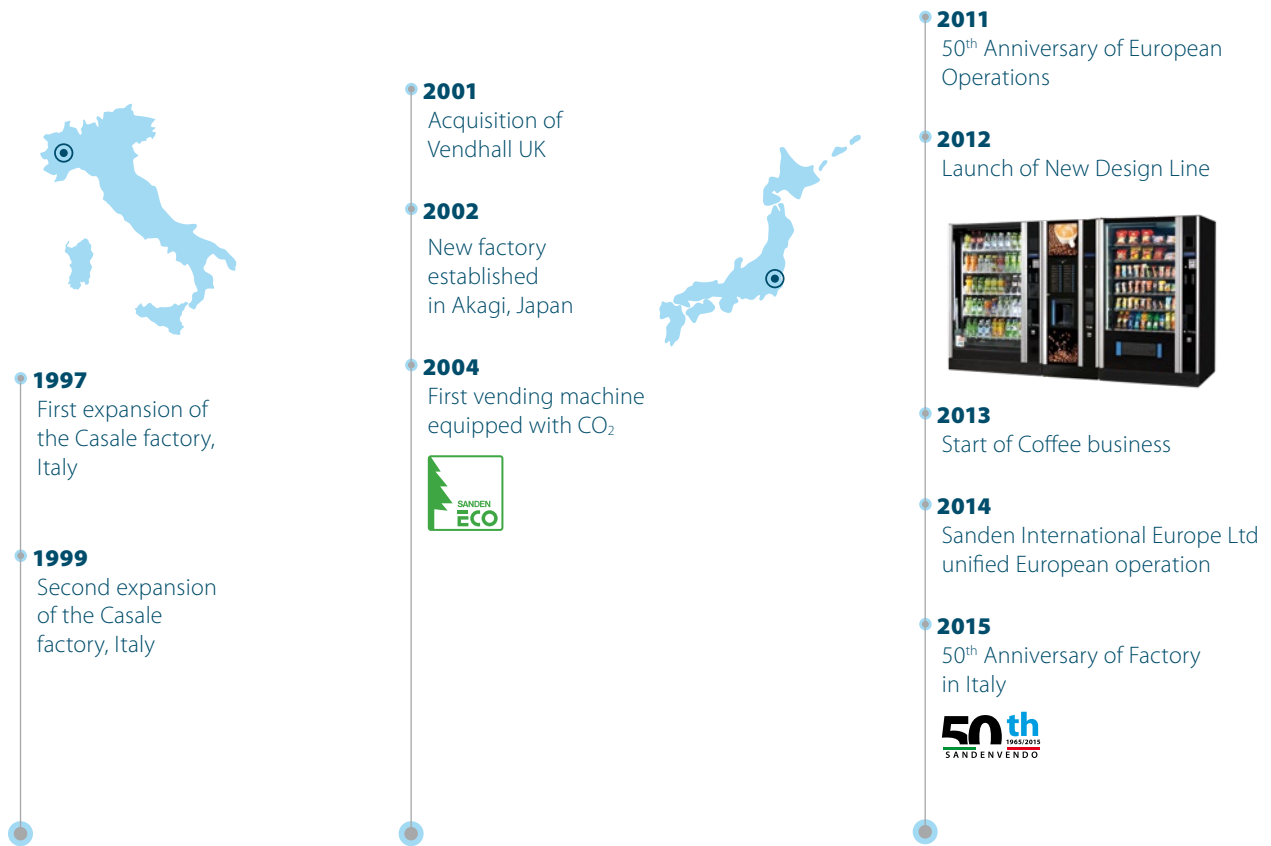 1997
First expansion of
the Casale factory,
Italy
1999
Second expansion
of the Casale
factory, Italy
2001
Acquisition of
Vendhall UK
2002
New factory
established
in Akagi, Japan
2004
First vending machine
equipped with CO₂
SANDEN
ECO
2011
50th Anniversary of European
Operations
2012
Launch of New Design Line
2013
Start of Coffee business
2014
Sanden International Europe Ltd
unified European operation
2015
50th Anniversary of Factory
in Italy
50th
1965/2015
SANDENVENDO